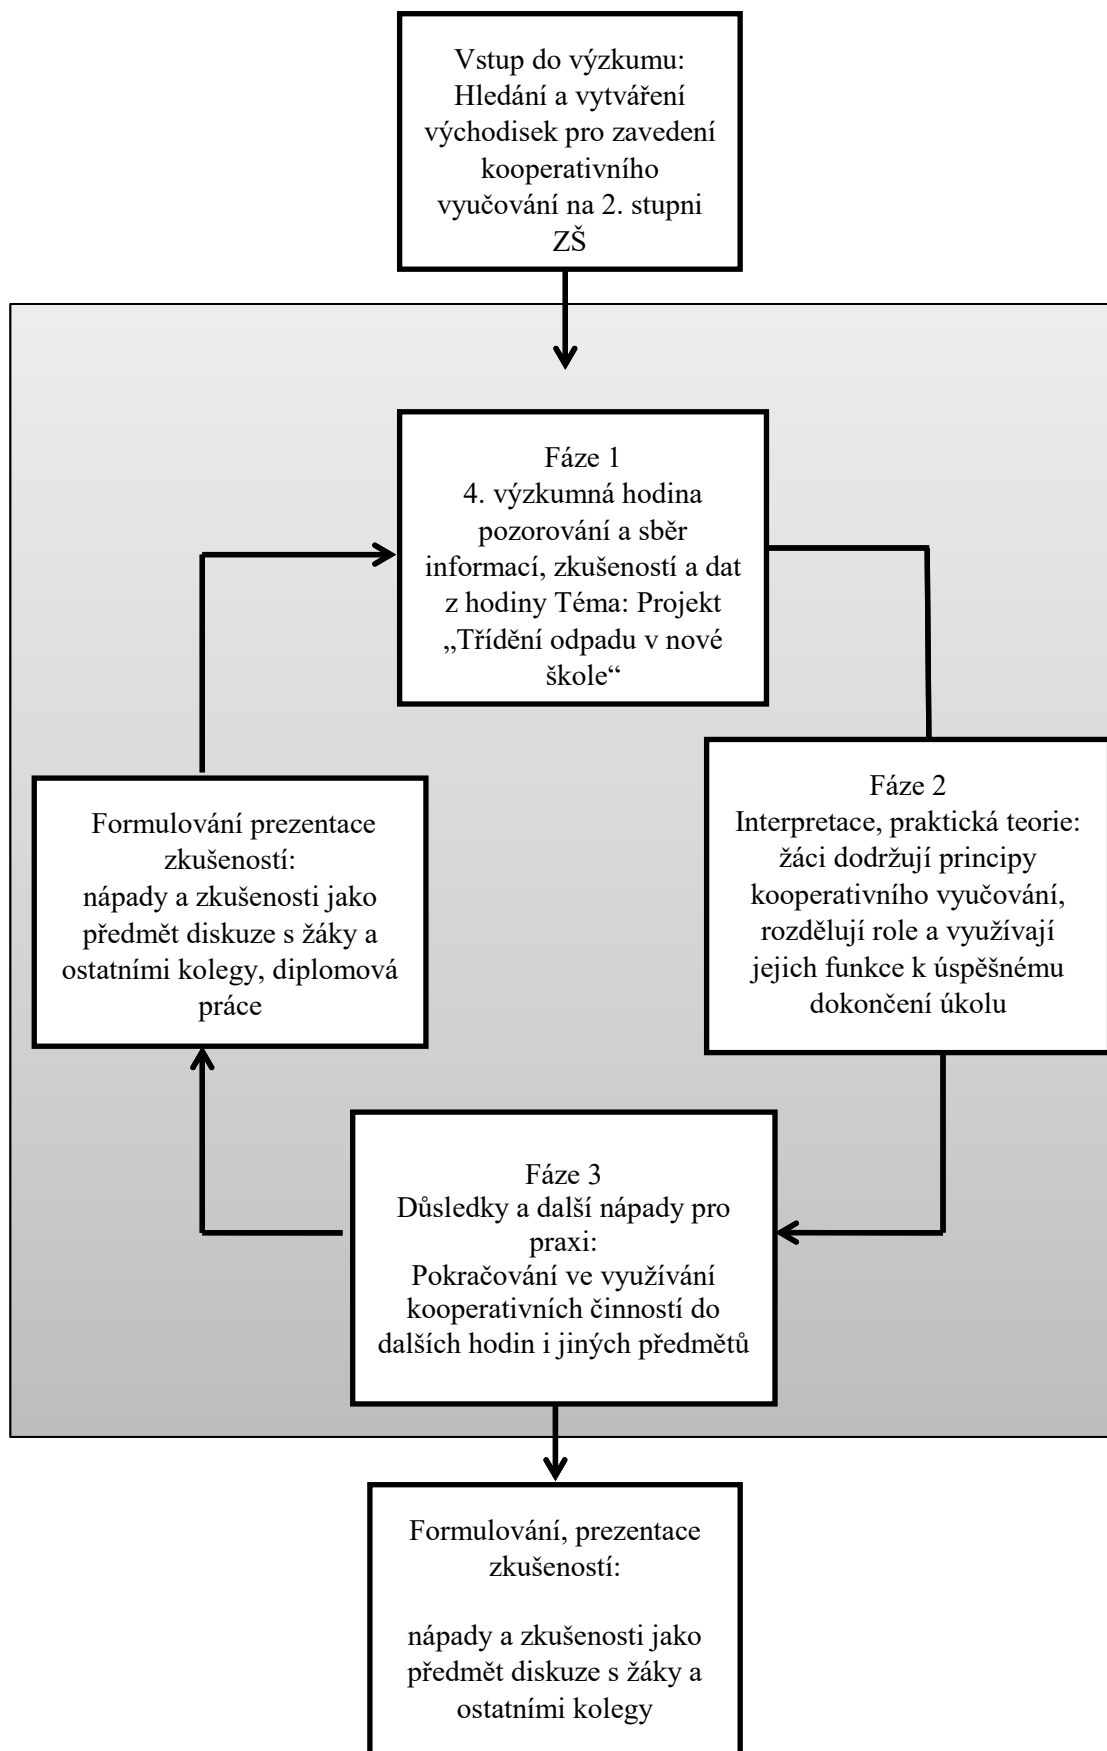 Vstup do výzkumu:
Hledání a vytváření
východisek pro zavedení
kooperativního
vyučování na 2. stupni
ZŠ
Fáze 1
4. výzkumná hodina
pozorování a sběr
informací, zkušeností a dat
z hodiny Téma: Projekt
„Třídění odpadu v nové
škole“
Fáze 2
Interpretace, praktická teorie:
žáci dodržují principy
kooperativního vyučování,
rozdělují role a využívají
jejich funkce k úspěšnému
dokončení úkolu
Formulování prezentace
zkušeností:
nápady a zkušenosti jako
předmět diskuze s žáky a
ostatními kolegy, diplomová
práce
Fáze 3
Důsledky a další nápady pro
praxi:
Pokračování ve využívání
kooperativních činností do
dalších hodin i jiných předmětů
Formulování, prezentace
zkušeností:
nápady a zkušenosti jako
předmět diskuze s žáky a
ostatními kolegy